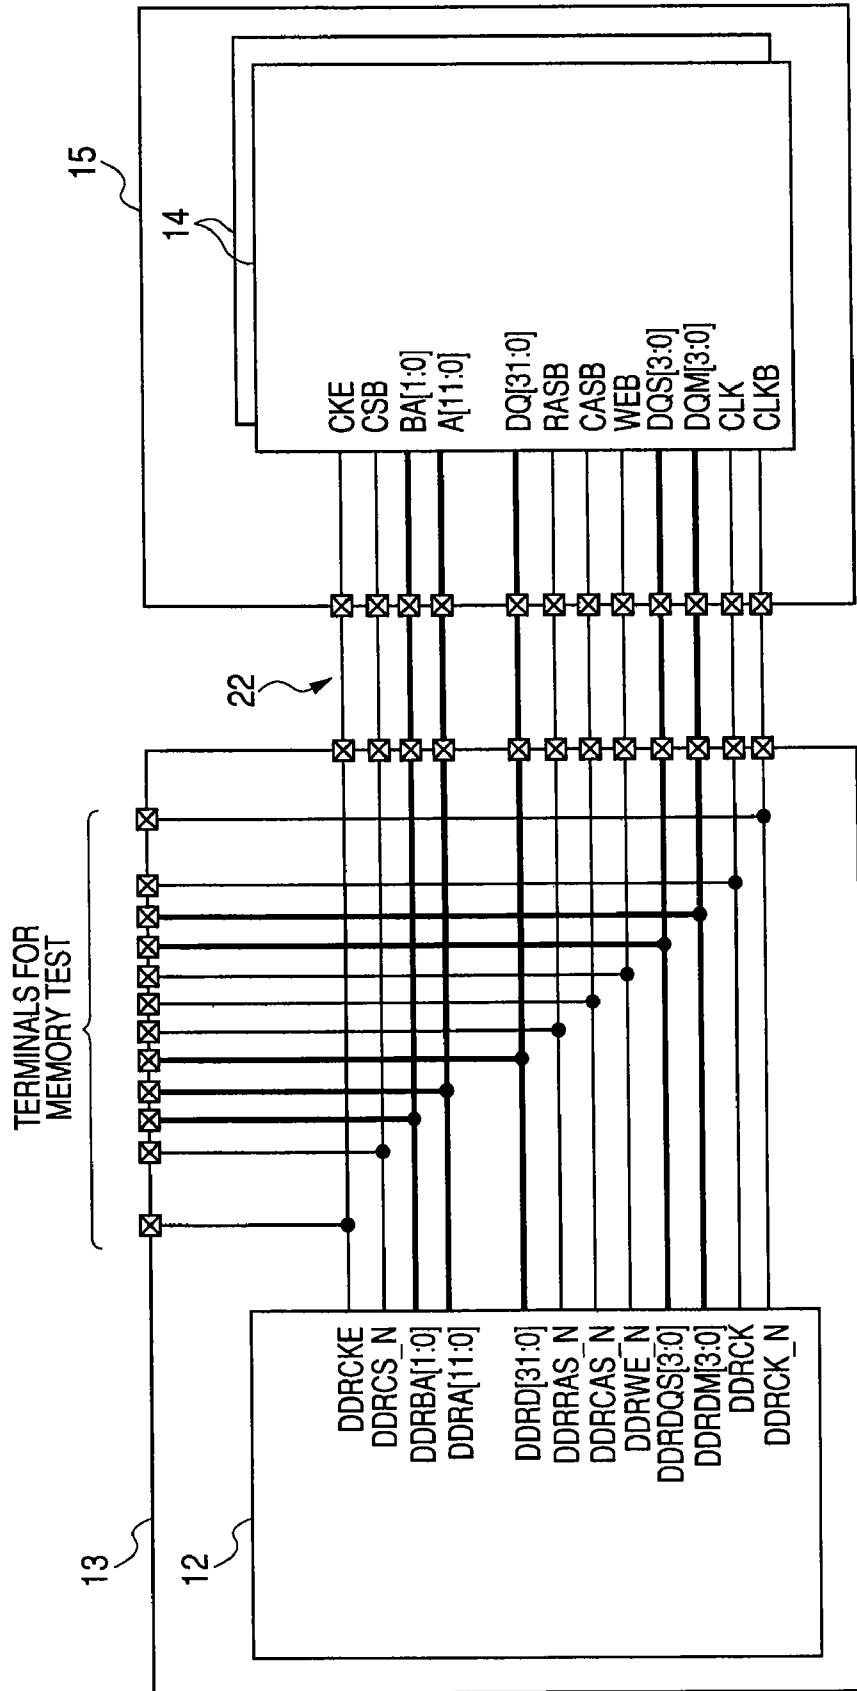 TERMINALS FOR
MEMORY TEST
13
12
DDRCKE
DDRCS_N
DDRBA[1:0]
DDRA[11:0]
DDRD[31:0]
DDRRAS_N
DDRCAS_N
DDRWE_N
DDRDQS[3:0]
DDRDM[3:0]
DDRCK
DDRCK_N
22
15
14
CKE
CSB
BA[1:0]
A[11:0]
DQ[31:0]
RASB
CASB
WEB
DQS[3:0]
DQM[3:0]
CLK
CLKB